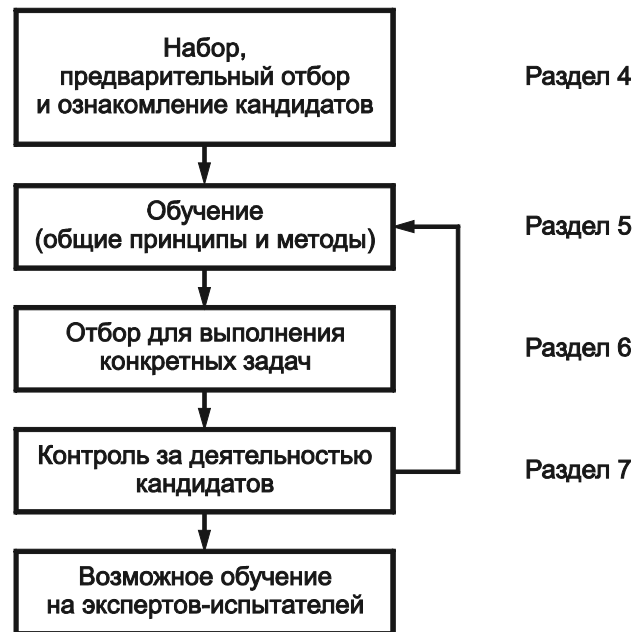 Набор,
предварительный отбор
и ознакомление кандидатов
Раздел 4
Обучение
(общие принципы и методы)
Раздел 5
Отбор для выполнения
конкретных задач
Раздел 6
Контроль за деятельностью
кандидатов
Раздел 7
Возможное обучение
на экспертов-испытателей